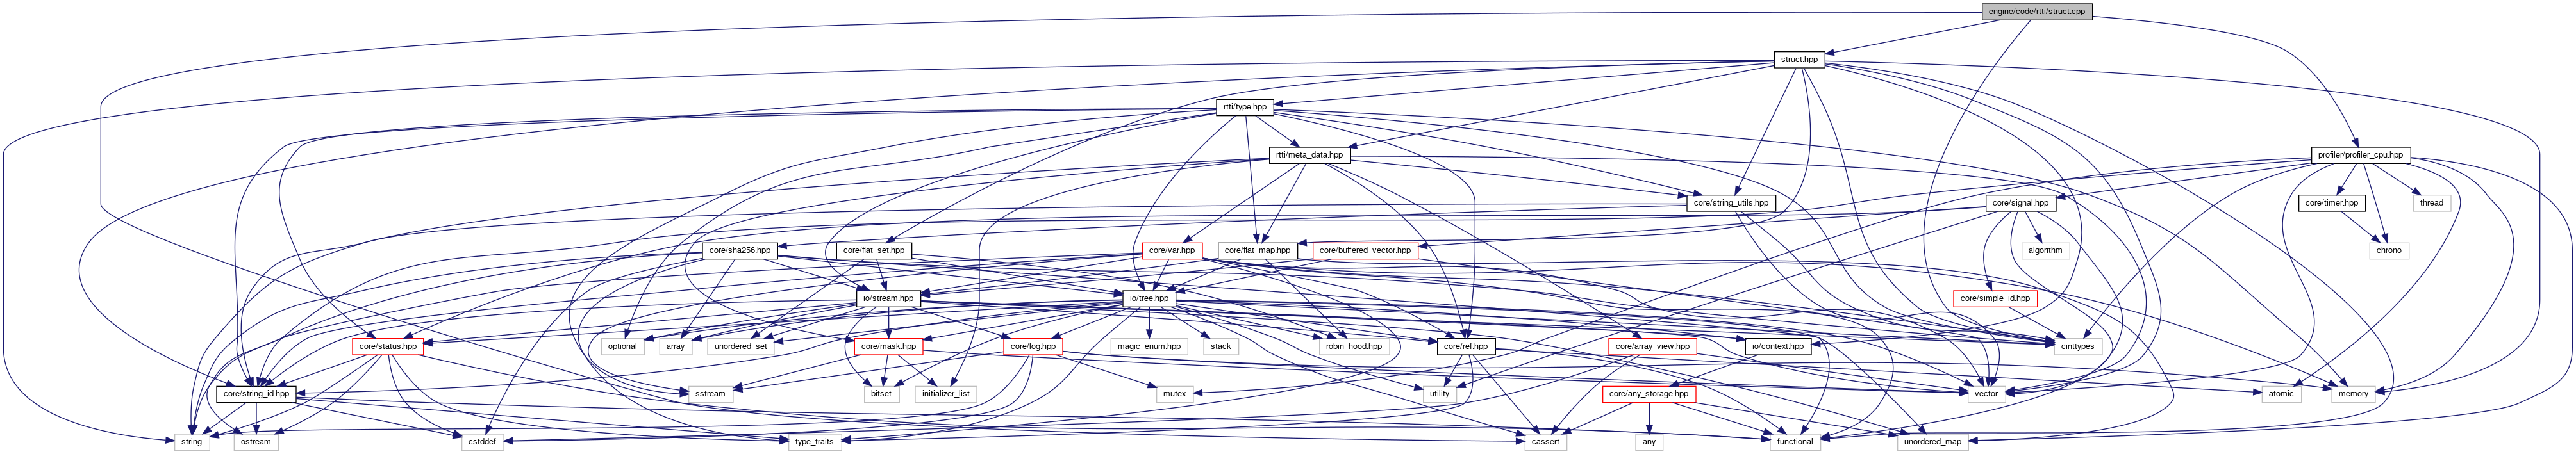 engine/code/rtti/struct.cpp
struct.hpp
rtti/type.hpp
rtti/meta_data.hpp
profiler/profiler_cpu.hpp
core/string_utils.hpp
core/signal.hpp
core/timer.hpp
thread
core/sha256.hpp
core/flat_set.hpp
core/var.hpp
core/flat_map.hpp
core/buffered_vector.hpp
algorithm
chrono
io/stream.hpp
io/tree.hpp
core/simple_id.hpp
core/status.hpp
optional
array
unordered_set
core/mask.hpp
core/log.hpp
magic_enum.hpp
stack
robin_hood.hpp
core/ref.hpp
core/array_view.hpp
io/context.hpp
cinttypes
core/string_id.hpp
sstream
bitset
initializer_list
mutex
utility
core/any_storage.hpp
vector
atomic
memory
string
ostream
cstddef
type_traits
cassert
any
functional
unordered_map